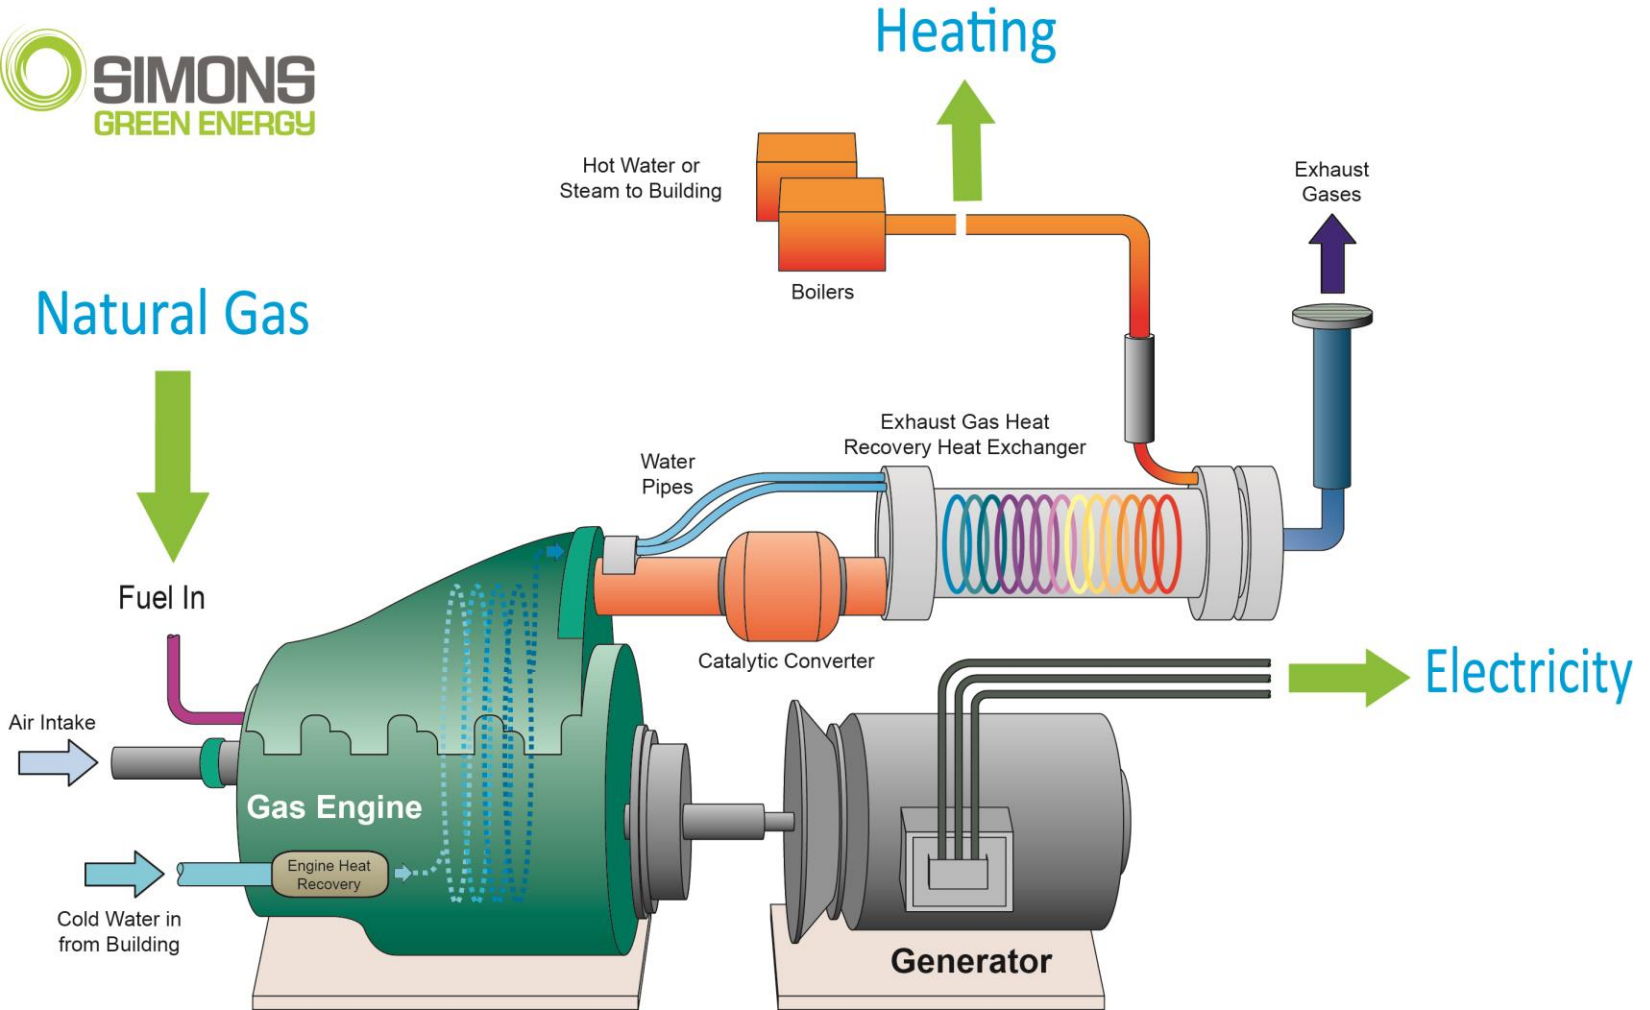 SIMONS
GREEN ENERGY
Heating
Hot Water or
Steam to Building
Boilers
Exhaust
Gases
Natural Gas
Exhaust Gas Heat
Recovery Heat Exchanger
Water
Pipes
Fuel In
Catalytic Converter
Electricity
Air Intake
Gas Engine
Engine Heat
Recovery
Cold Water in
from Building
Generator